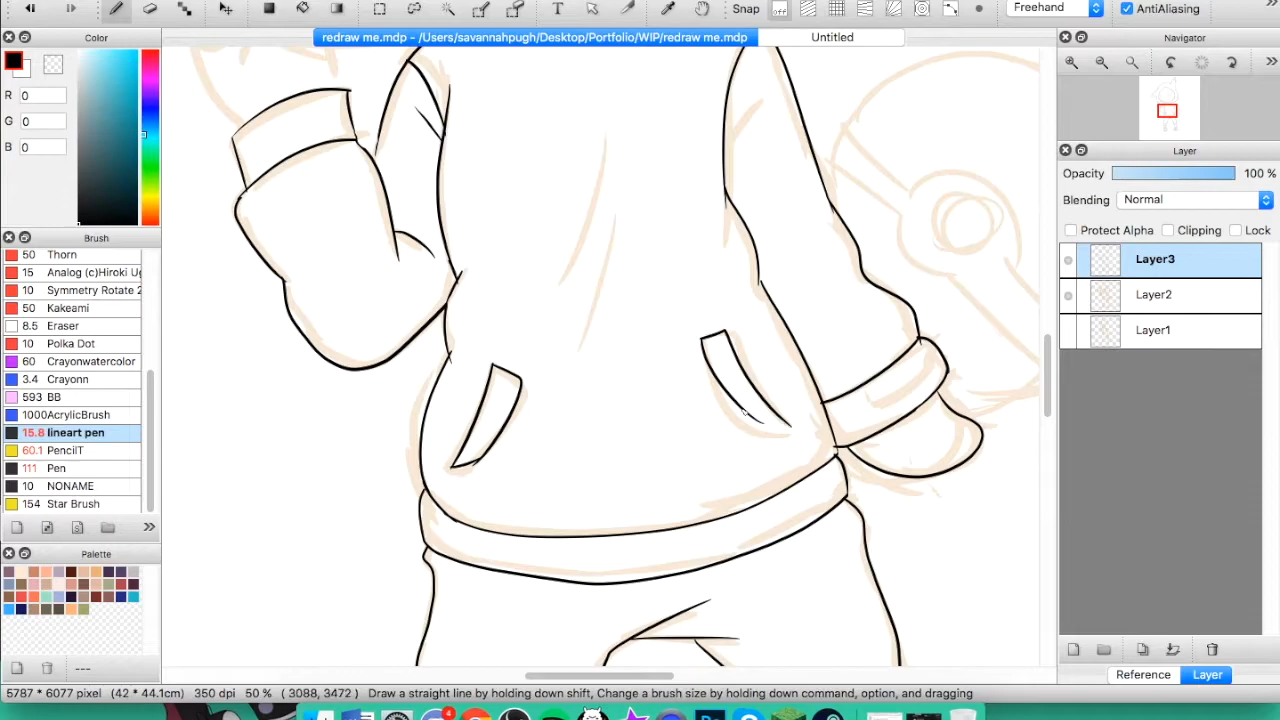 Snap off Freehand AntiAliasing
Color redraw me.mdp – /Users/savannahpugh/Desktop/Portfolio/WIP/redraw me.mdp Untitled Navigator
R 0
G 0
B 0
Layer
Opacity 100 %
Blending Normal
Protect Alpha Clipping Lock
Layer3
Layer2
Layer1
Brush
50 Thorn
15 Analog (c)Hiroki Ug
10 Symmetry Rotate 2
50 Kakeami
8.5 Eraser
10 Polka Dot
60 Crayonwatercolor
3.4 Crayonn
593 BB
1000AcrylicBrush
15.8 lineart pen
60.1 PencilT
111 Pen
10 NONAME
154 Star Brush
Palette
---
Reference Layer
5787 * 6077 pixel (42 * 44.1cm) 350 dpi 50 % ( 3088, 3472 ) Draw a straight line by holding down shift, Change a brush size by holding down command, option, and dragging
4